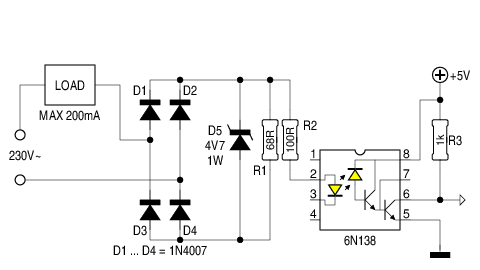 +5V
LOAD
D1
D2
MAX 200mA
D5
4V7
1W
68R
100R
R2
1k
R3
230V~
R1
1
8
2
7
3
6
4
5
D3
D4
6N138
D1 ... D4 = 1N4007